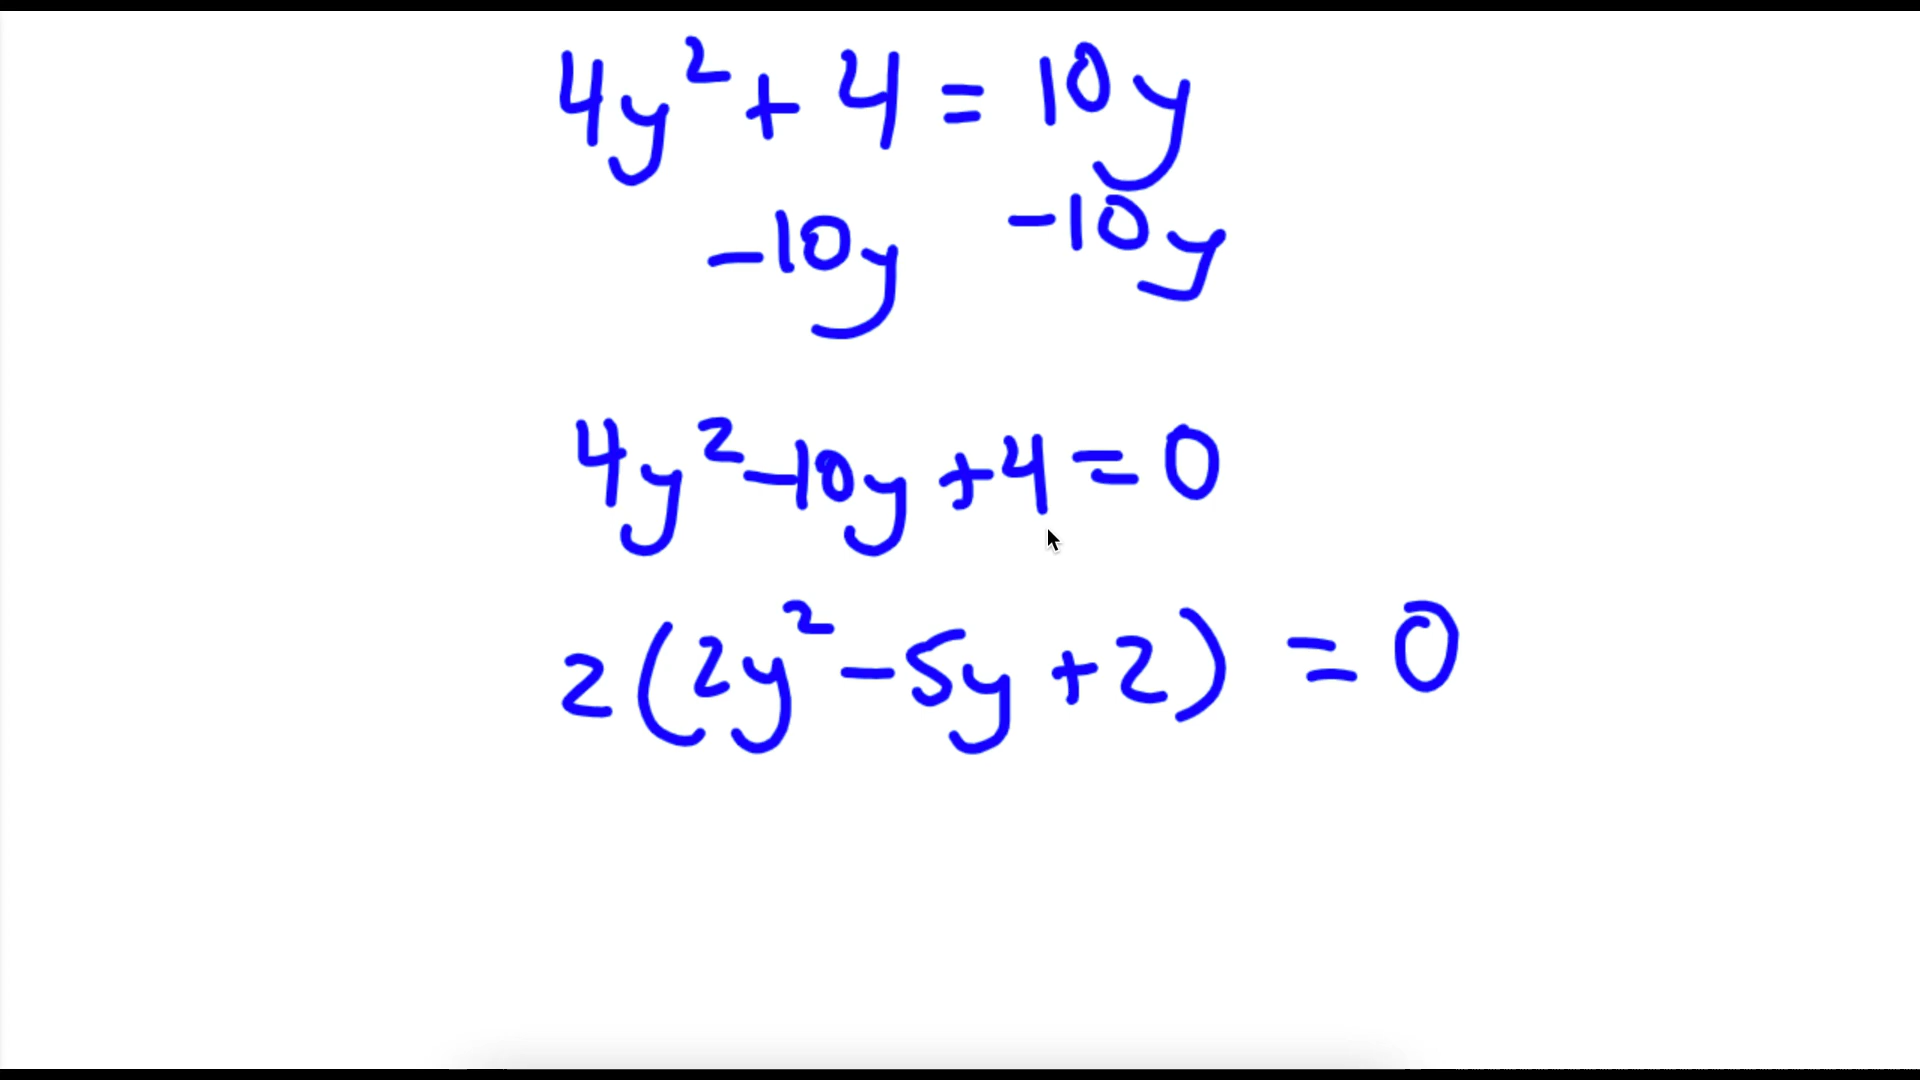 4y² + 4 = 10y
-10y -10y
4y² - 10y + 4 = 0
2(2y² - 5y + 2) = 0